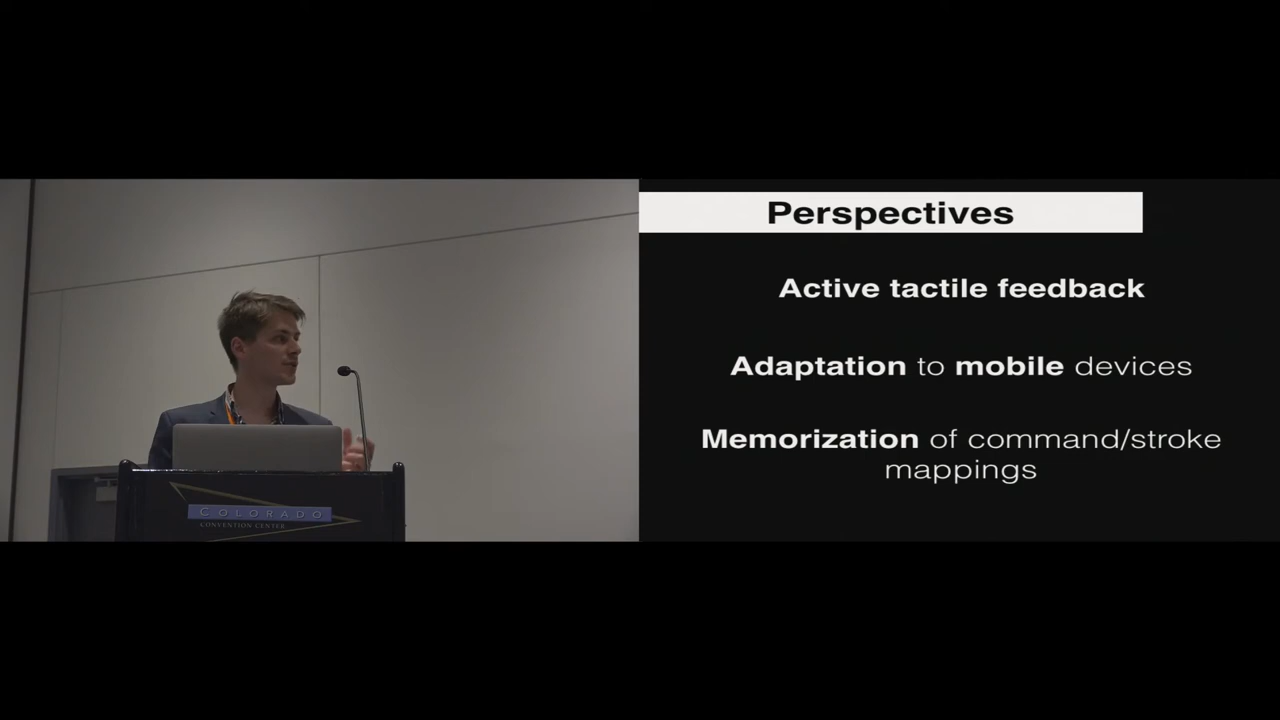 Perspectives
Active tactile feedback
Adaptation to mobile devices
Memorization of command/stroke
mappings
COLORADO
CONVENTION CENTER